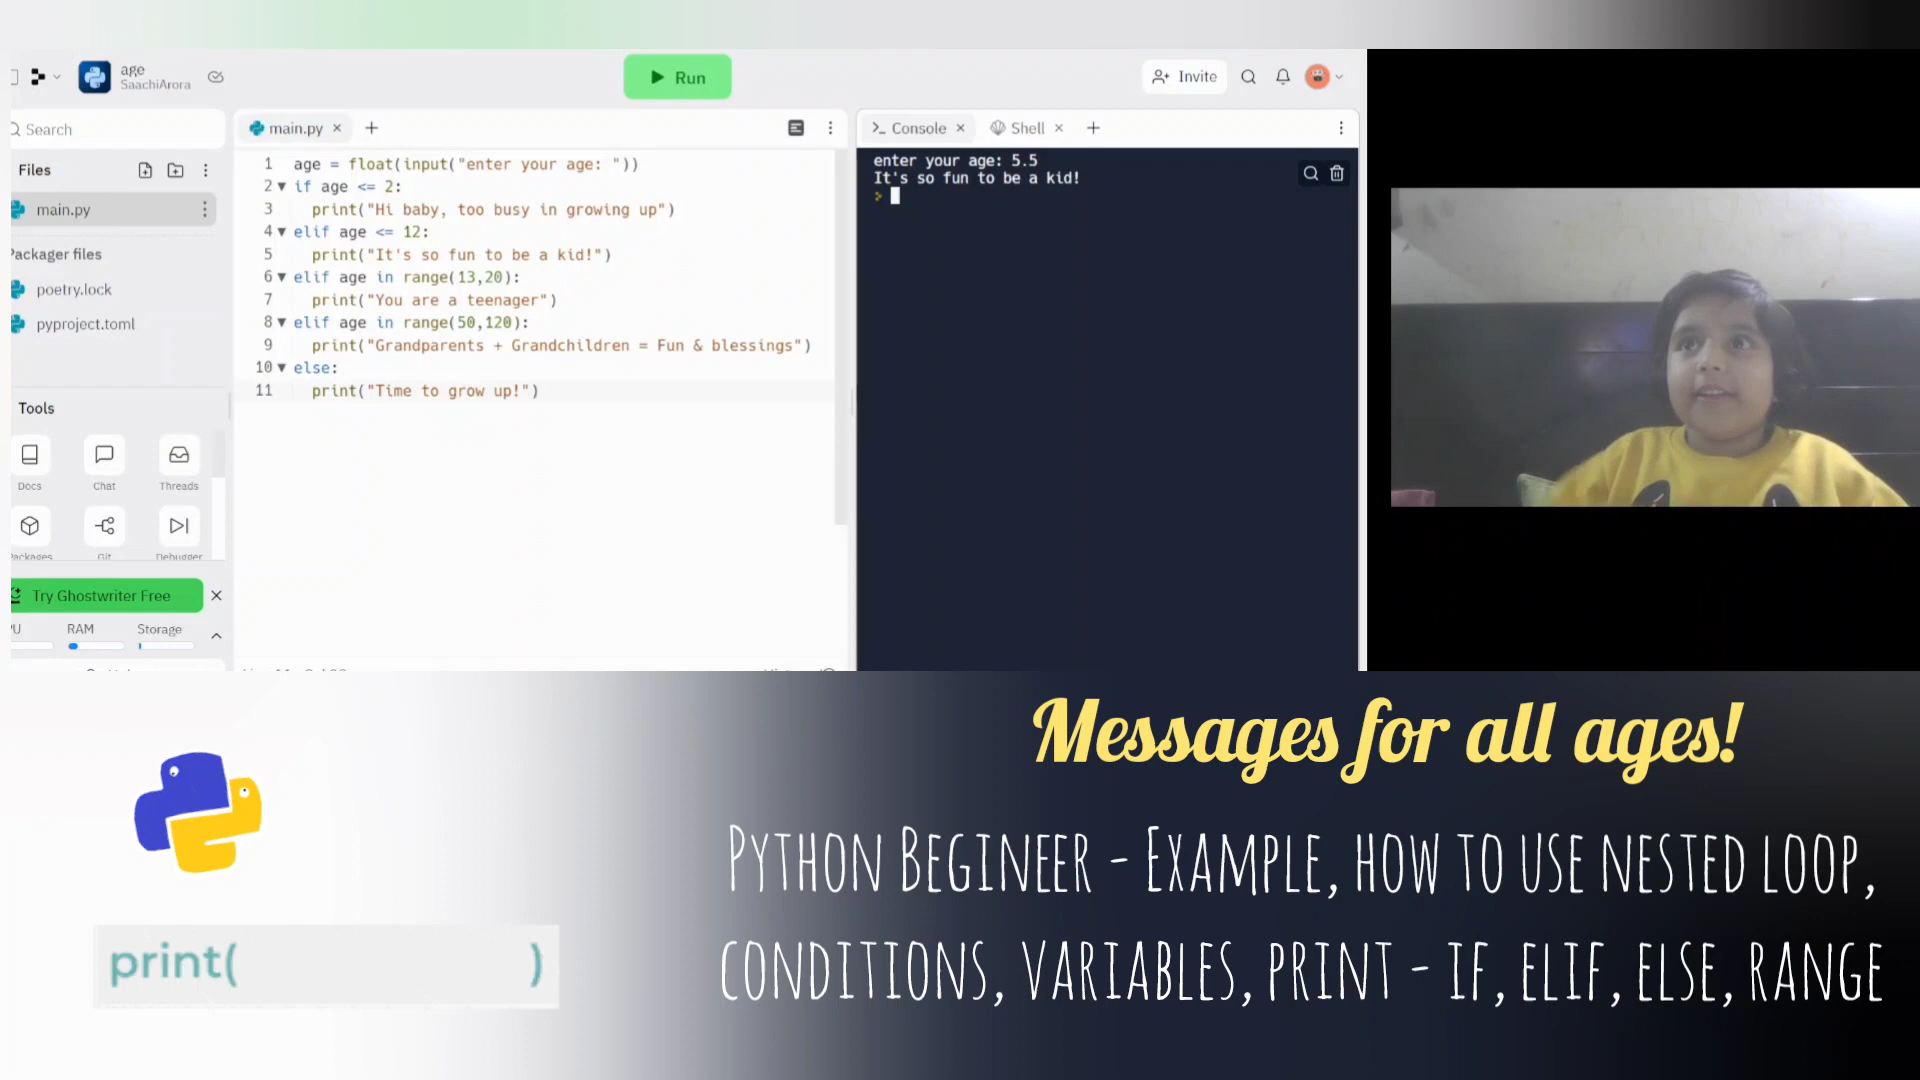 age
SaachiArora
Run
Invite
Search
main.py
Console
Shell
Files
main.py
Packager files
poetry.lock
pyproject.toml
Tools
Docs
Chat
Threads
Packages
Git
Debugger
Try Ghostwriter Free
RAM
Storage
1 age = float(input("enter your age: "))
2 if age <= 2:
3 print("Hi baby, too busy in growing up")
4 elif age <= 12:
5 print("It's so fun to be a kid!")
6 elif age in range(13,20):
7 print("You are a teenager")
8 elif age in range(50,120):
9 print("Grandparents + Grandchildren = Fun & blessings")
10 else:
11 print("Time to grow up!")
enter your age: 5.5
It's so fun to be a kid!
>
Messages for all ages!
PYTHON BEGINEER - EXAMPLE, HOW TO USE NESTED LOOP,
CONDITIONS, VARIABLES, PRINT - IF, ELIF, ELSE, RANGE
print( )